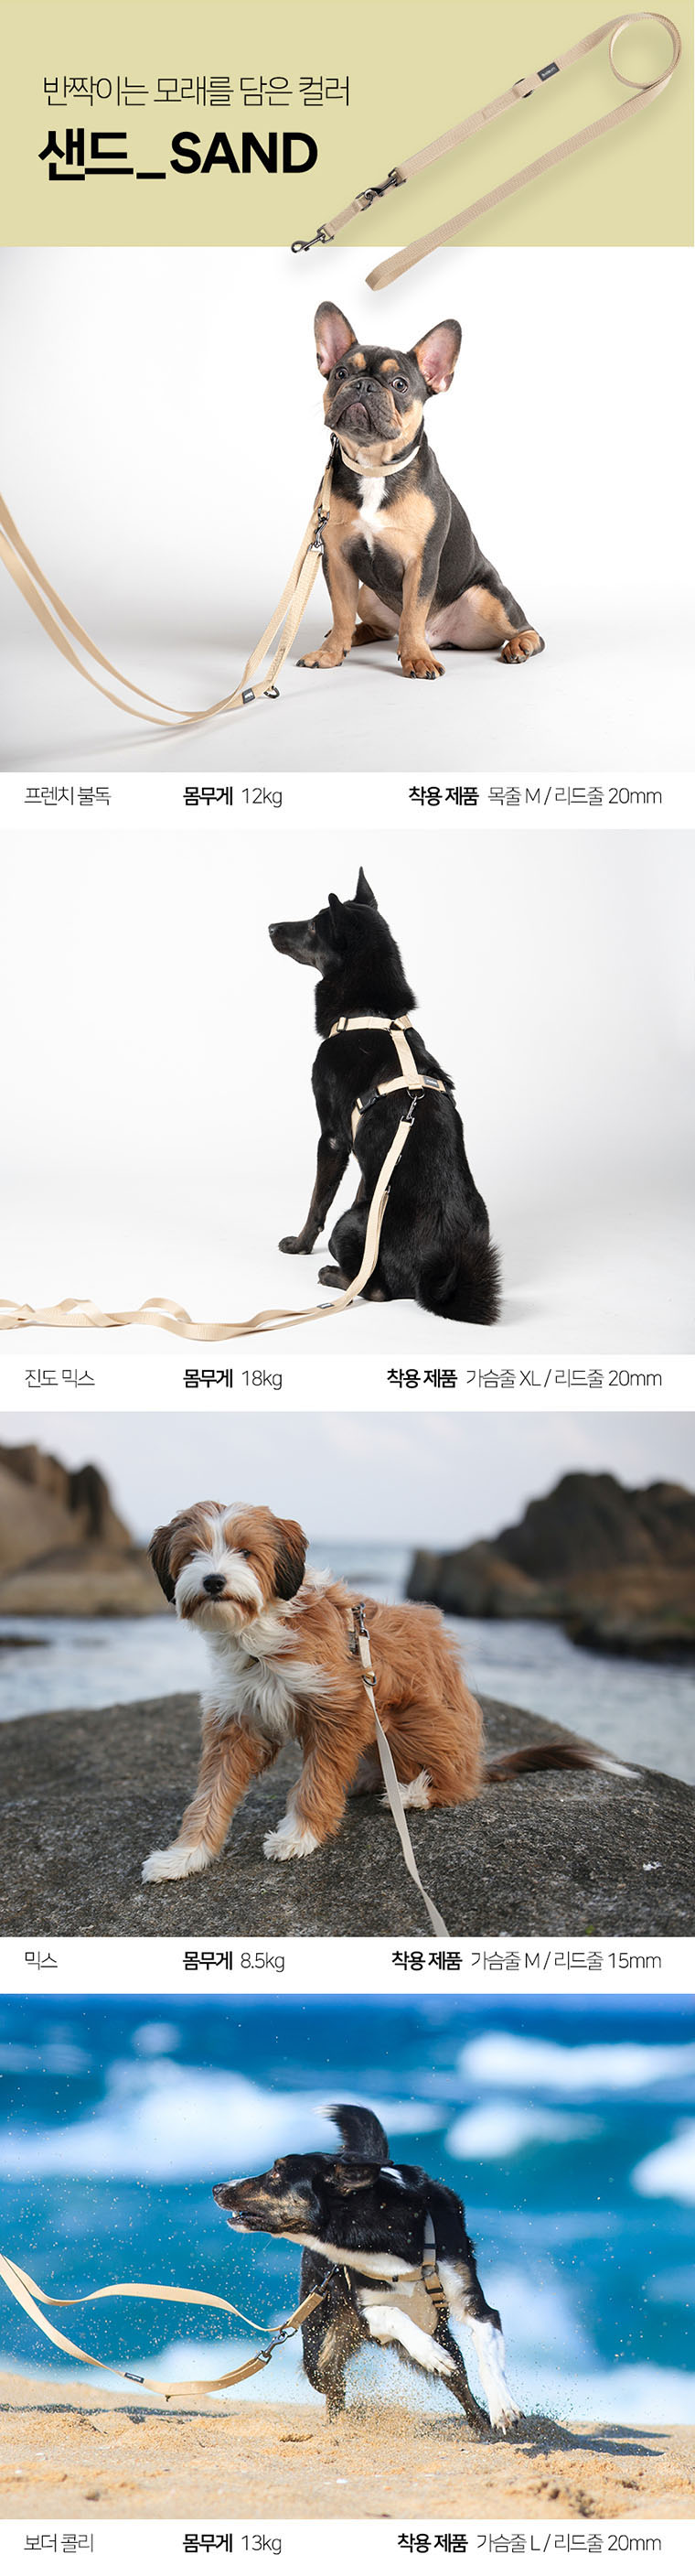 반짝이는 모래를 담은 컬러
샌드_SAND
프렌치 불독 몸무게 12kg 착용 제품 목줄 M / 리드줄 20mm
진도 믹스 몸무게 18kg 착용 제품 가슴줄 XL / 리드줄 20mm
믹스 몸무게 8.5kg 착용 제품 가슴줄 M / 리드줄 15mm
보더 콜리 몸무게 13kg 착용 제품 가슴줄 L / 리드줄 20mm